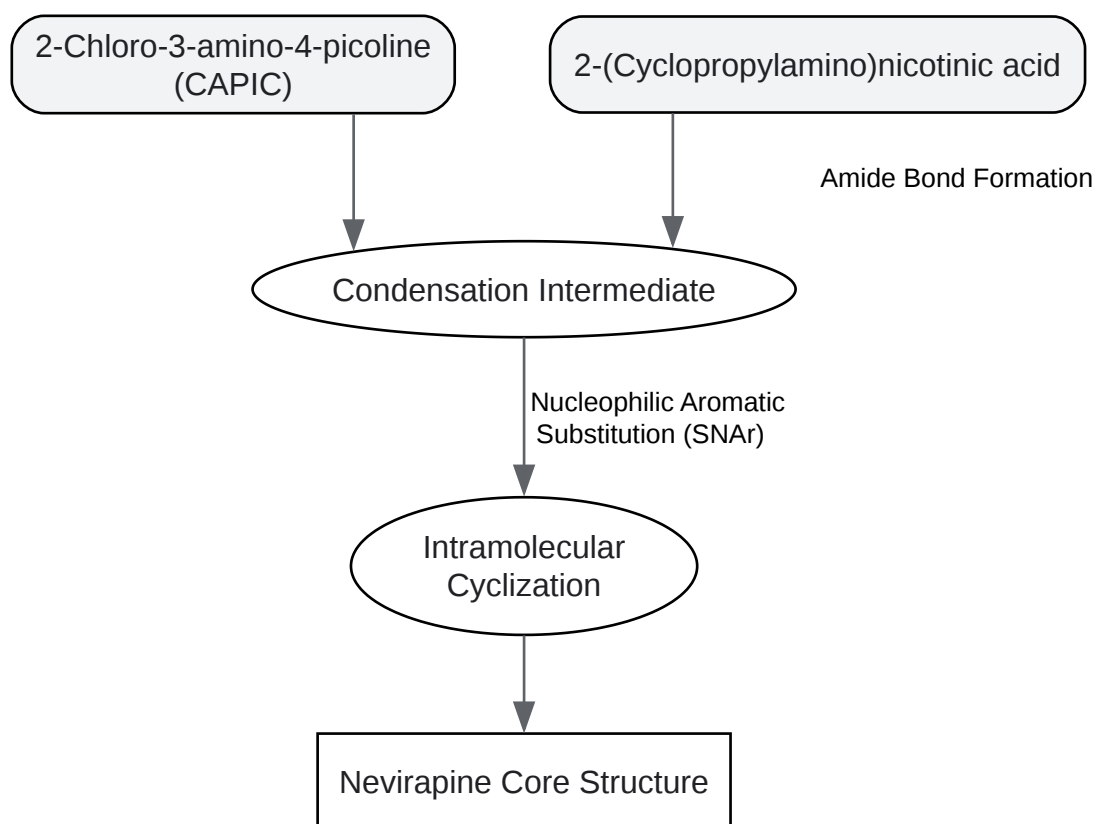 2-Chloro-3-amino-4-picoline
(CAPIC)
2-(Cyclopropylamino)nicotinic acid
Amide Bond Formation
Condensation Intermediate
Nucleophilic Aromatic
Substitution (SNAr)
Intramolecular
Cyclization
Nevirapine Core Structure